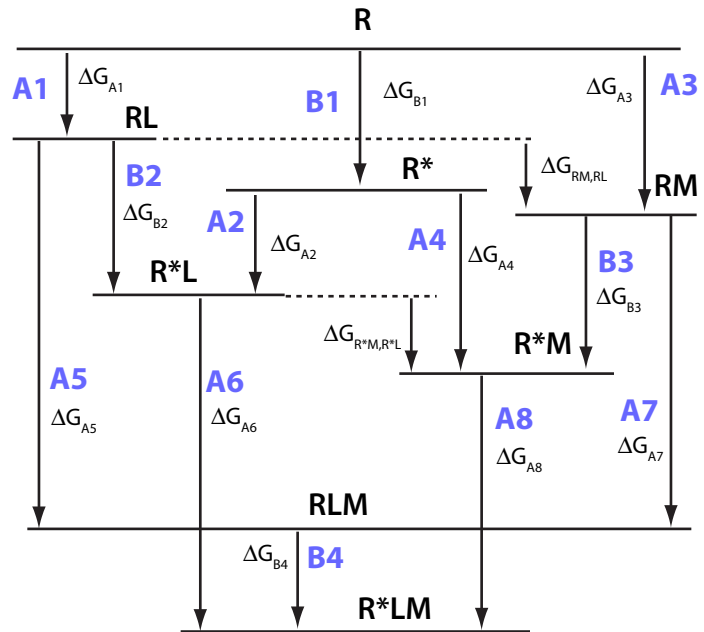 R
A1
ΔG_A1
B1
ΔG_B1
ΔG_A3
A3
RL
B2
ΔG_B2
R*
ΔG_RM,RL
RM
A2
ΔG_A2
A4
ΔG_A4
B3
ΔG_B3
R*L
ΔG_R*M,R*L
R*M
A5
ΔG_A5
A6
ΔG_A6
A8
ΔG_A8
A7
ΔG_A7
RLM
ΔG_B4
B4
R*LM